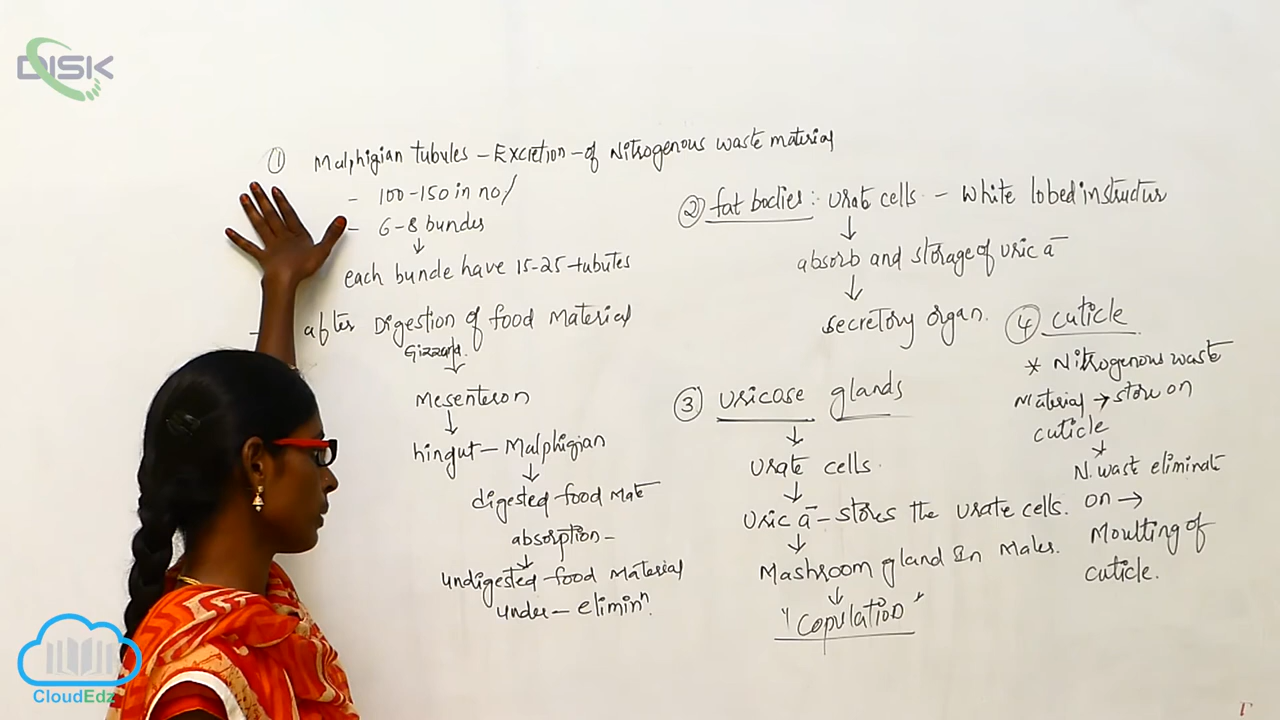 DISK
① Malphigian tubules - Excretion - of Nitrogenous waste material
- 100-150 in no/
- 6-8 bundes
↓
each bunde have 15-25 tubutes
- after Digestion of food Material
Gizzard.
↓
Mesenteron
↓
hingut - Malphigian
↓
digested food Mate
absorption -
↓
undigested food Material
under - elimin^n.
② fat bodies: Urat cells - White lobed instructur
↓
absorb and storage of uric a-
↓
secretory organ.
③ uricose glands
↓
urate cells.
↓
Uric a- - stores the urate cells.
↓
Mashroom gland In Males.
↓
"Copulation"
④ cuticle
* Nitrogenous waste
Material → store on
cuticle
↓
N. waste eliminate
on →
Moulting of
cuticle.
CloudEdz